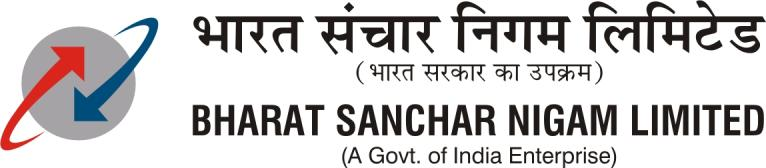 भारत संचार निगम लिमिटेड
(भारत सरकार का उपक्रम)
BHARAT SANCHAR NIGAM LIMITED
(A Govt. of India Enterprise)